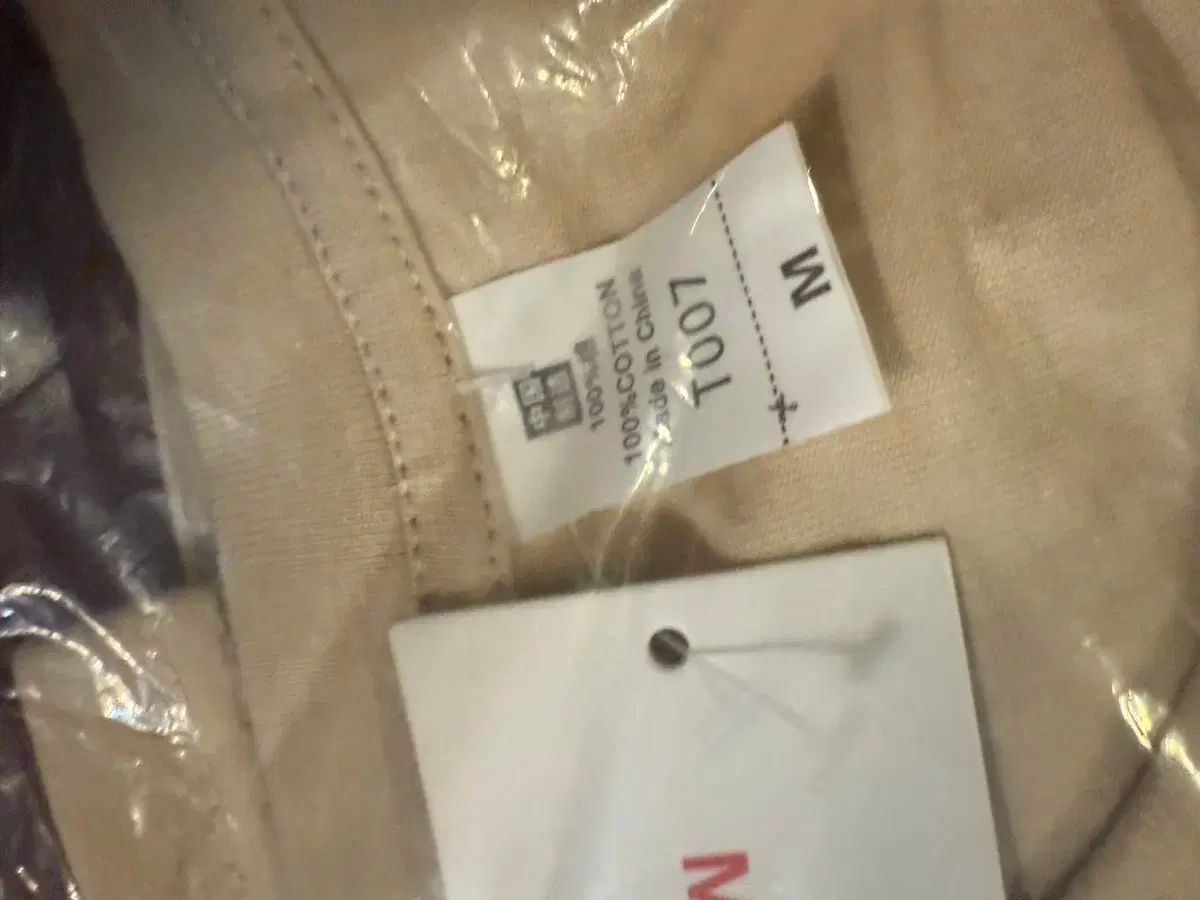 M
T007
Made in China
100%COTTON
100%棉
M